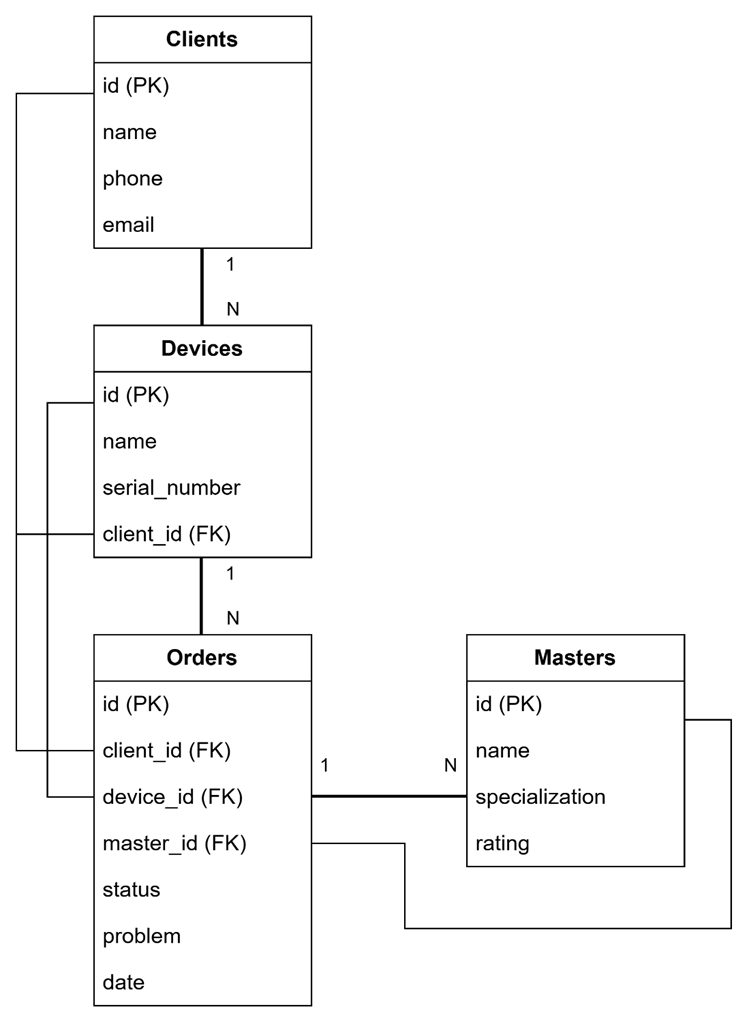 Clients
id (PK)
name
phone
email
1
N
Devices
id (PK)
name
serial_number
client_id (FK)
1
N
Orders
id (PK)
client_id (FK)
device_id (FK)
master_id (FK)
status
problem
date
1
N
Masters
id (PK)
name
specialization
rating